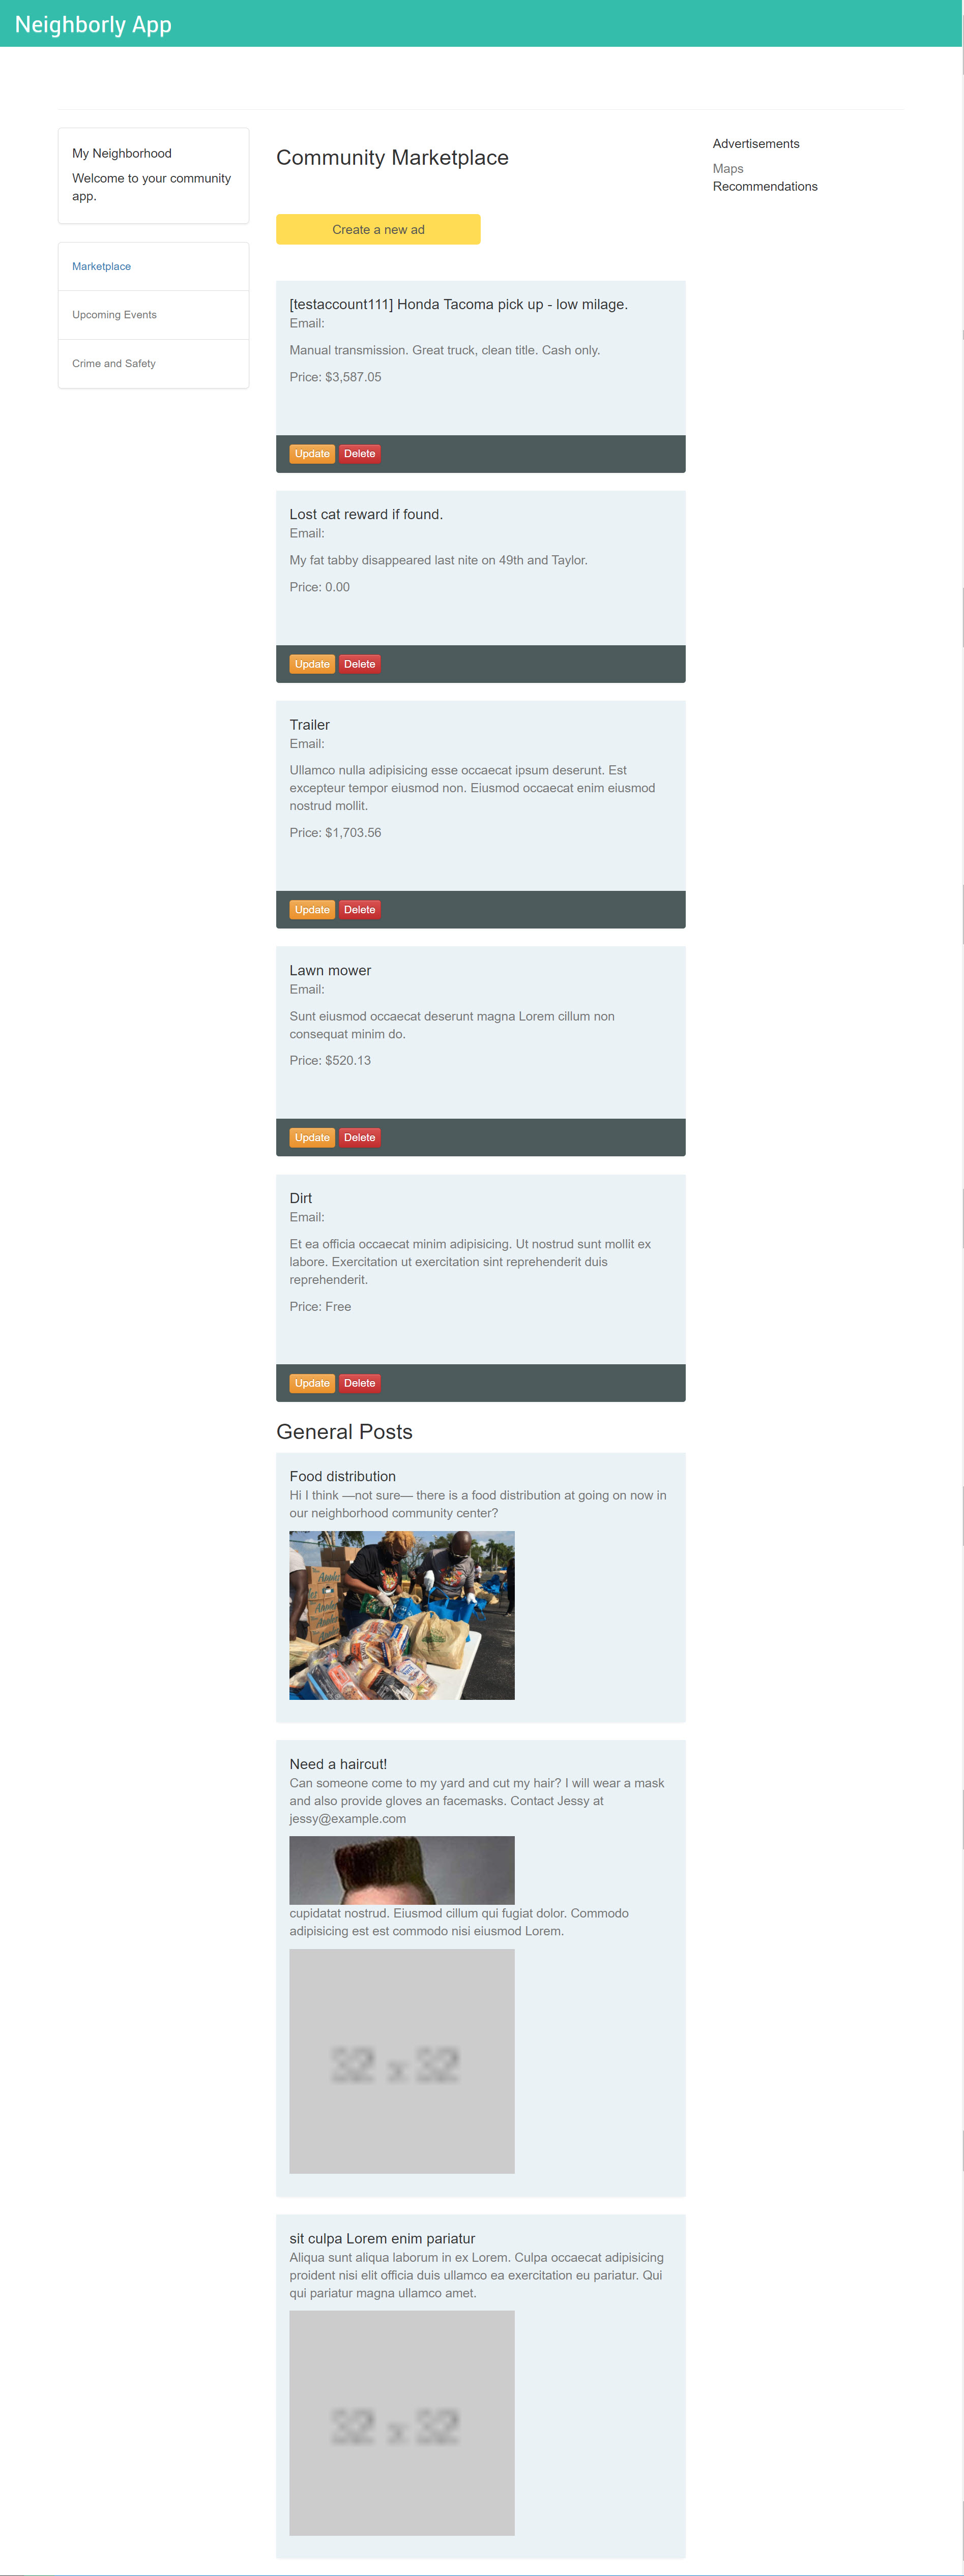 Neighborly App
My Neighborhood
Welcome to your community
app.
Marketplace
Upcoming Events
Crime and Safety
Community Marketplace
Create a new ad
[testaccount111] Honda Tacoma pick up - low milage.
Email:
Manual transmission. Great truck, clean title. Cash only.
Price: $3,587.05
Update Delete
Lost cat reward if found.
Email:
My fat tabby disappeared last nite on 49th and Taylor.
Price: 0.00
Update Delete
Trailer
Email:
Ullamco nulla adipisicing esse occaecat ipsum deserunt. Est
excepteur tempor eiusmod non. Eiusmod occaecat enim eiusmod
nostrud mollit.
Price: $1,703.56
Update Delete
Lawn mower
Email:
Sunt eiusmod occaecat deserunt magna Lorem cillum non
consequat minim do.
Price: $520.13
Update Delete
Dirt
Email:
Et ea officia occaecat minim adipisicing. Ut nostrud sunt mollit ex
labore. Exercitation ut exercitation sint reprehenderit duis
reprehenderit.
Price: Free
Update Delete
General Posts
Food distribution
Hi I think —not sure— there is a food distribution at going on now in
our neighborhood community center?
Need a haircut!
Can someone come to my yard and cut my hair? I will wear a mask
and also provide gloves an facemasks. Contact Jessy at
jessy@example.com
cupidatat nostrud. Eiusmod cillum qui fugiat dolor. Commodo
adipisicing est est commodo nisi eiusmod Lorem.
32 x 32
sit culpa Lorem enim pariatur
Aliqua sunt aliqua laborum in ex Lorem. Culpa occaecat adipisicing
proident nisi elit officia duis ullamco ea exercitation eu pariatur. Qui
qui pariatur magna ullamco amet.
32 x 32
Advertisements
Maps
Recommendations